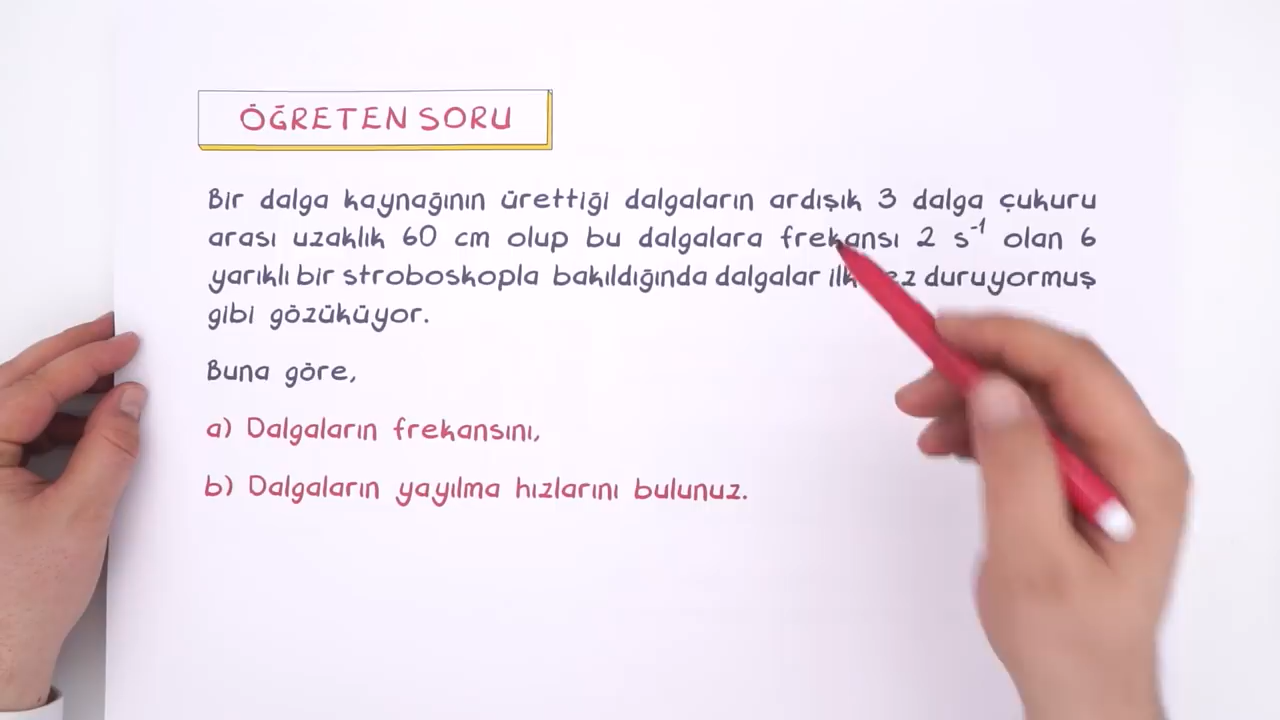 ÖĞRETEN SORU
Bir dalga kaynağının ürettiği dalgaların ardışık 3 dalga çukuru
arası uzaklık 60 cm olup bu dalgalara frekansı 2 s⁻¹ olan 6
yarıklı bir stroboskopla bakıldığında dalgalar duruyormuş
gibi gözüküyor.
Buna göre,
a) Dalgaların frekansını,
b) Dalgaların yayılma hızlarını bulunuz.